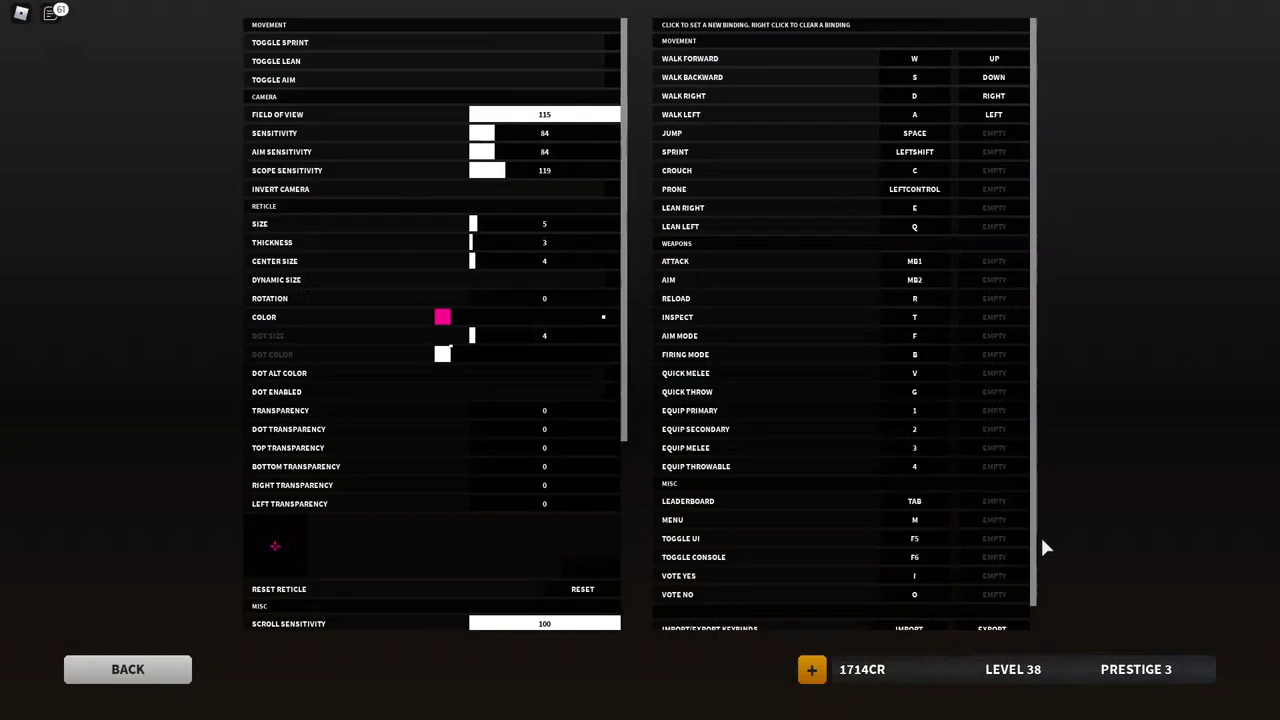 61
MOVEMENT
TOGGLE SPRINT
TOGGLE LEAN
TOGGLE AIM
CAMERA
FIELD OF VIEW 115
SENSITIVITY 84
AIM SENSITIVITY 84
SCOPE SENSITIVITY 119
INVERT CAMERA
RETICLE
SIZE 5
THICKNESS 3
CENTER SIZE 4
DYNAMIC SIZE
ROTATION 0
COLOR
DOT SIZE 4
DOT COLOR
DOT ALT COLOR
DOT ENABLED
TRANSPARENCY 0
DOT TRANSPARENCY 0
TOP TRANSPARENCY 0
BOTTOM TRANSPARENCY 0
RIGHT TRANSPARENCY 0
LEFT TRANSPARENCY 0
RESET RETICLE RESET
MISC
SCROLL SENSITIVITY 100
CLICK TO SET A NEW BINDING. RIGHT CLICK TO CLEAR A BINDING
MOVEMENT
WALK FORWARD W UP
WALK BACKWARD S DOWN
WALK RIGHT D RIGHT
WALK LEFT A LEFT
JUMP SPACE EMPTY
SPRINT LEFTSHIFT EMPTY
CROUCH C EMPTY
PRONE LEFTCONTROL EMPTY
LEAN RIGHT E EMPTY
LEAN LEFT Q EMPTY
WEAPONS
ATTACK MB1 EMPTY
AIM MB2 EMPTY
RELOAD R EMPTY
INSPECT T EMPTY
AIM MODE F EMPTY
FIRING MODE B EMPTY
QUICK MELEE V EMPTY
QUICK THROW G EMPTY
EQUIP PRIMARY 1 EMPTY
EQUIP SECONDARY 2 EMPTY
EQUIP MELEE 3 EMPTY
EQUIP THROWABLE 4 EMPTY
MISC
LEADERBOARD TAB EMPTY
MENU M EMPTY
TOGGLE UI F5 EMPTY
TOGGLE CONSOLE F6 EMPTY
VOTE YES I EMPTY
VOTE NO O EMPTY
IMPORT/EXPORT KEYBINDS IMPORT EXPORT
BACK
+ 1714CR LEVEL 38 PRESTIGE 3